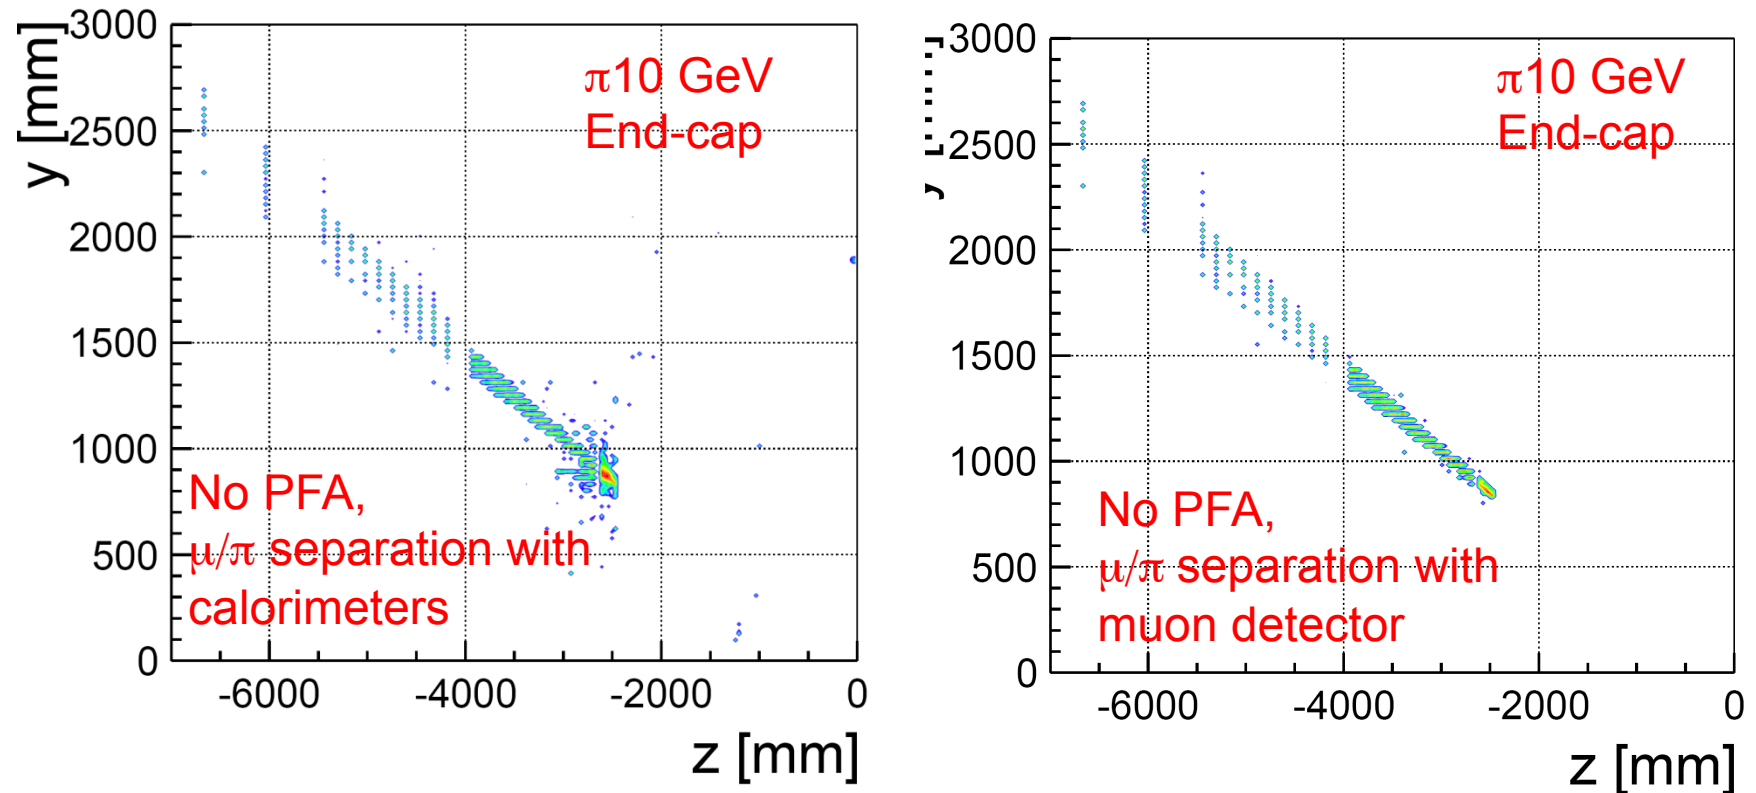 y [mm]
3000
2500
2000
1500
1000
500
0
-6000
-4000
-2000
0
z [mm]
π10 GeV
End-cap
No PFA,
μ/π separation with
calorimeters
3000
2500
2000
1500
1000
500
0
-6000
-4000
-2000
0
z [mm]
π10 GeV
End-cap
No PFA,
μ/π separation with
muon detector